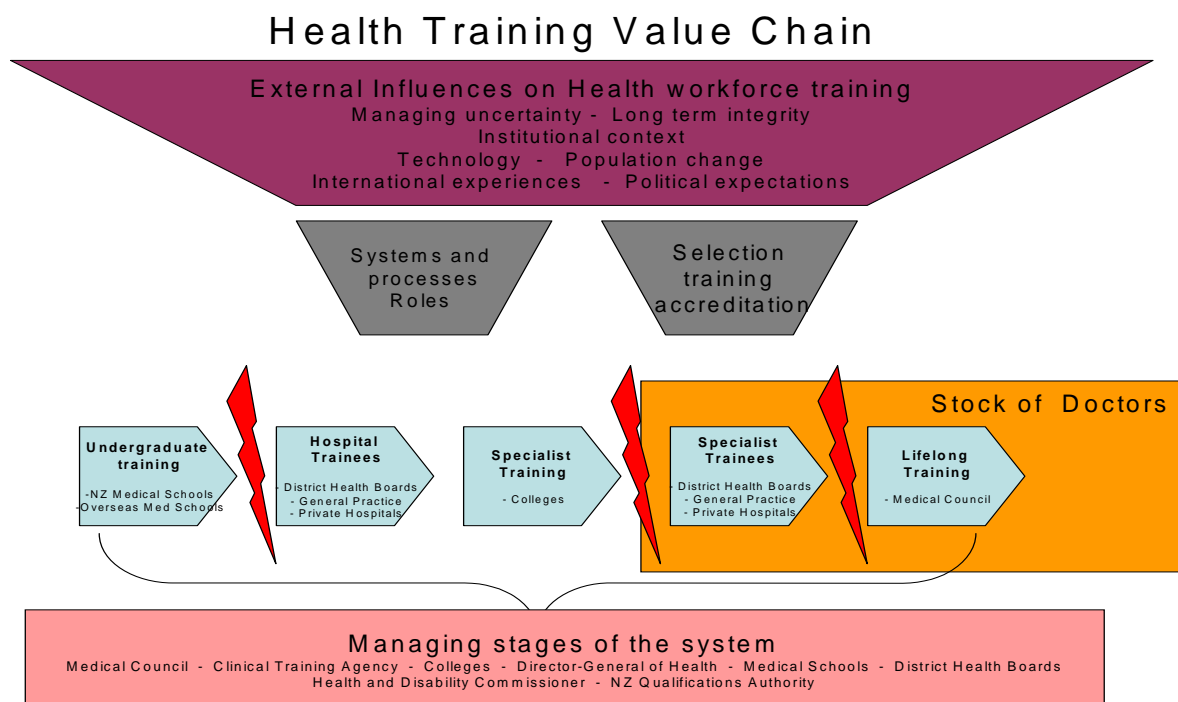 Health Training Value Chain
External Influences on Health workforce training
Managing uncertainty - Long term integrity
Institutional context
Technology - Population change
International experiences - Political expectations
Systems and
processes
Roles
Selection
training
accreditation
Stock of Doctors
Undergraduate
training
-NZ Medical Schools
-Overseas Med Schools
Hospital
Trainees
- District Health Boards
- General Practice
- Private Hospitals
Specialist
Training
- Colleges
Specialist
Trainees
- District Health Boards
- General Practice
- Private Hospitals
Lifelong
Training
- Medical Council
Managing stages of the system
Medical Council - Clinical Training Agency - Colleges - Director-General of Health - Medical Schools - District Health Boards
Health and Disability Commissioner - NZ Qualifications Authority